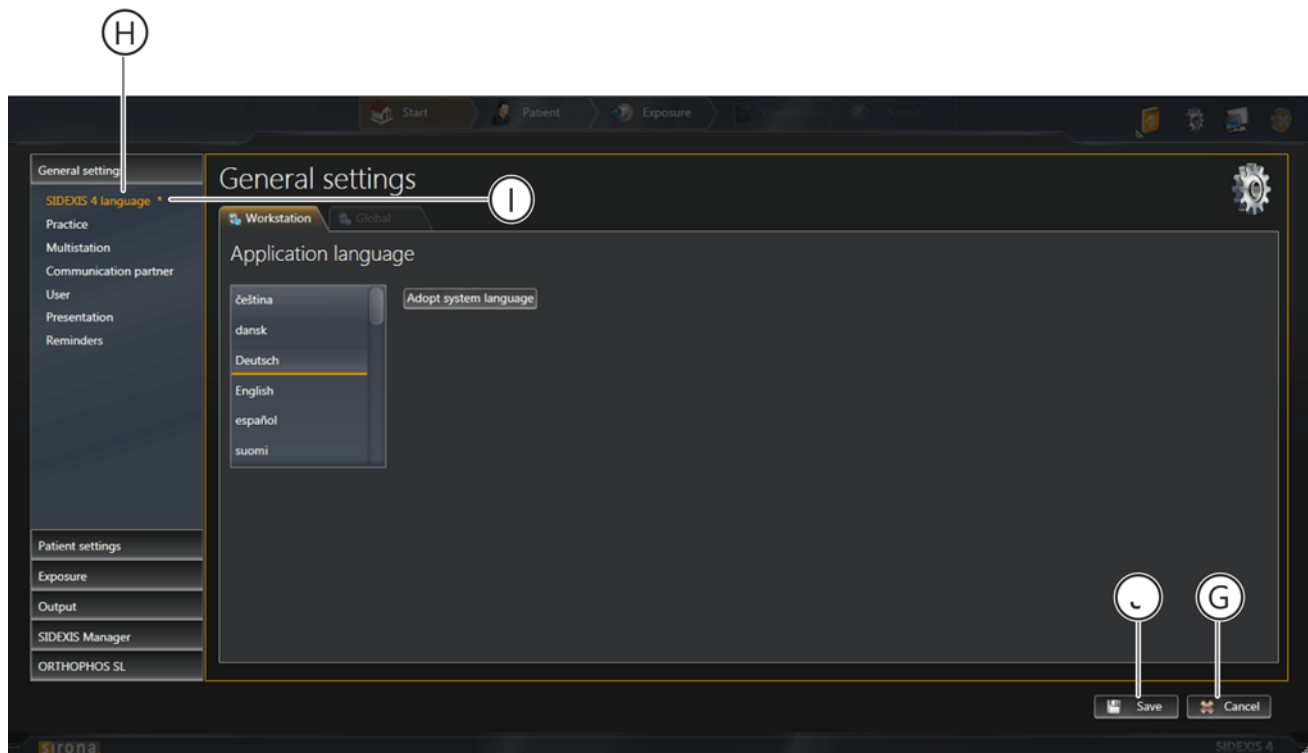 H
Start
Patient
Exposure
General settings
SIDEXIS 4 language *
Practice
Multistation
Communication partner
User
Presentation
Reminders
Patient settings
Exposure
Output
SIDEXIS Manager
ORTHOPHOS SL
General settings
I
Workstation
Global
Application language
čeština
dansk
Deutsch
English
español
suomi
Adopt system language
G
Save
Cancel
sirona
SIDEXIS 4